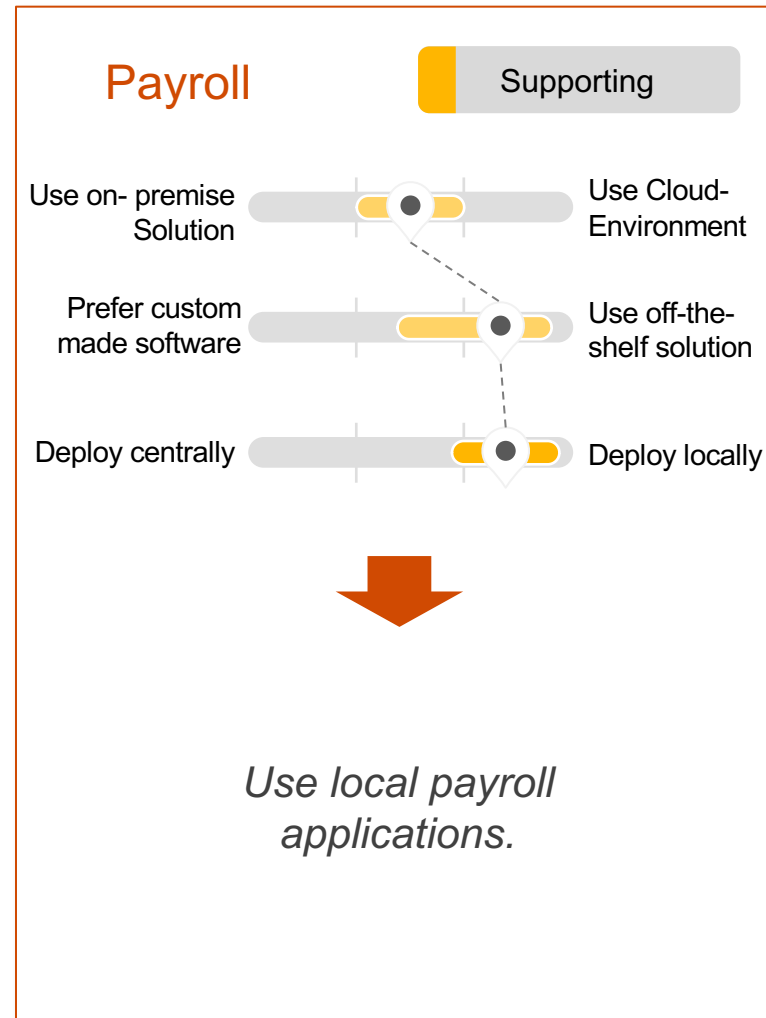 Payroll
Supporting
Use on- premise
Solution
Use Cloud-
Environment
Prefer custom
made software
Use off-the-
shelf solution
Deploy centrally
Deploy locally
Use local payroll
applications.